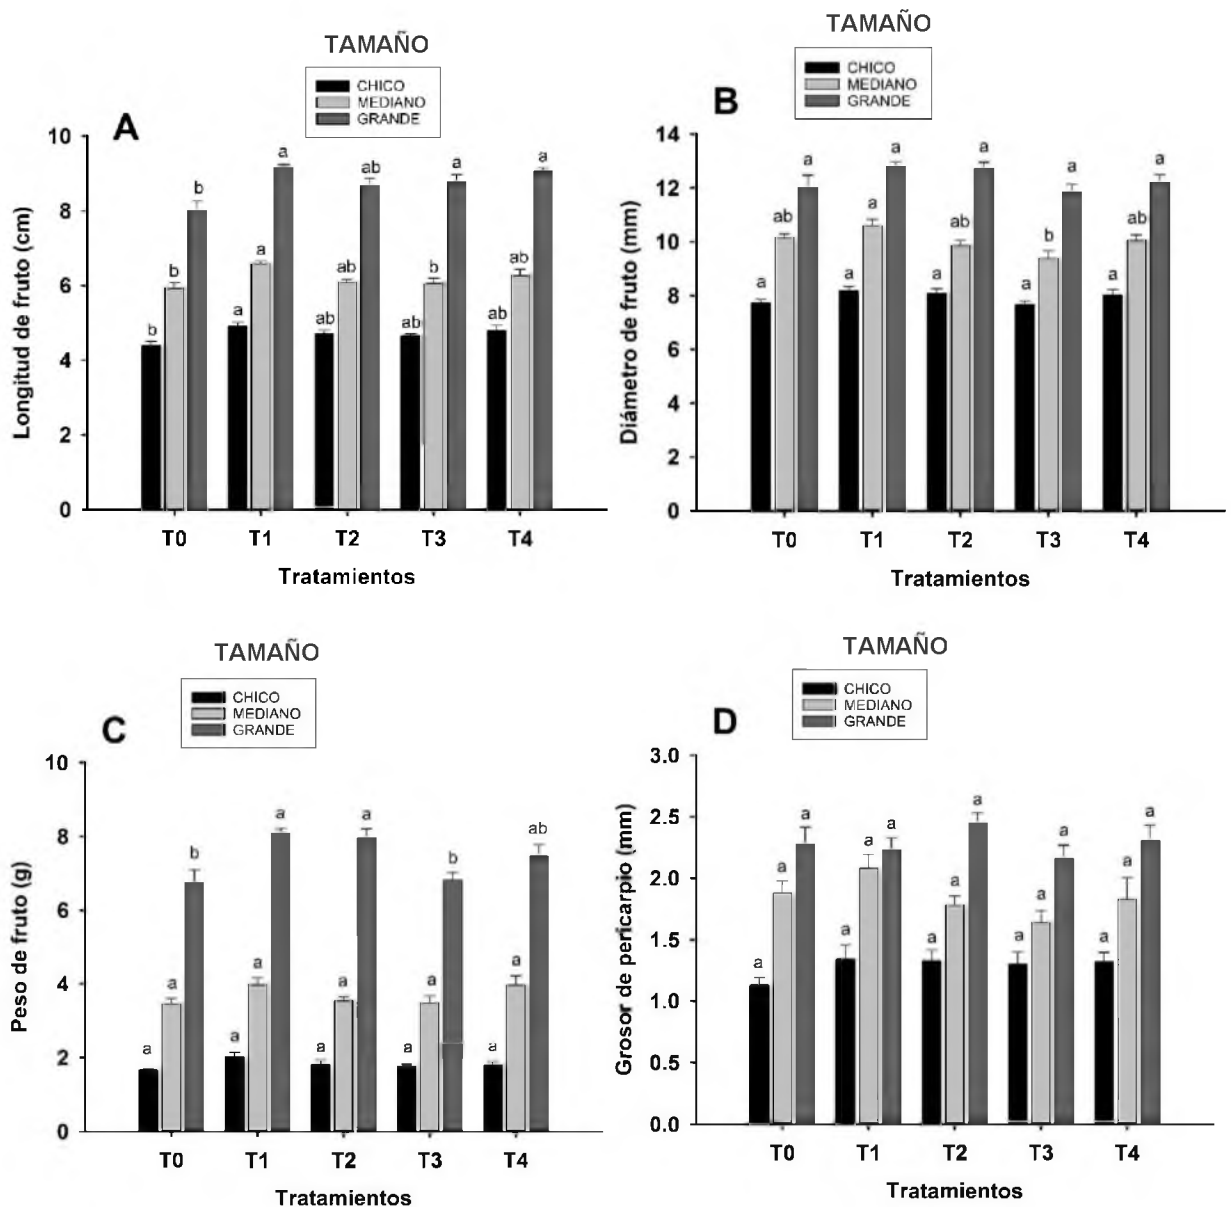 TAMAÑO
CHICO
MEDIANO
GRANDE
A
10
8
6
4
2
0
Longitud de fruto (cm)
b b b
a a a
ab ab ab
ab b a
ab ab a
T0 T1 T2 T3 T4
Tratamientos
TAMAÑO
CHICO
MEDIANO
GRANDE
B
14
12
10
8
6
4
2
0
Diámetro de fruto (mm)
a ab a
a a a
a ab a
a b a
a ab a
T0 T1 T2 T3 T4
Tratamientos
TAMAÑO
CHICO
MEDIANO
GRANDE
C
10
8
6
4
2
0
Peso de fruto (g)
a a b
a a a
a a a
a a b
a a ab
T0 T1 T2 T3 T4
Tratamientos
TAMAÑO
CHICO
MEDIANO
GRANDE
D
3.0
2.5
2.0
1.5
1.0
0.5
0.0
Grosor de pericarpio (mm)
a a a
a a a
a a a
a a a
a a a
T0 T1 T2 T3 T4
Tratamientos